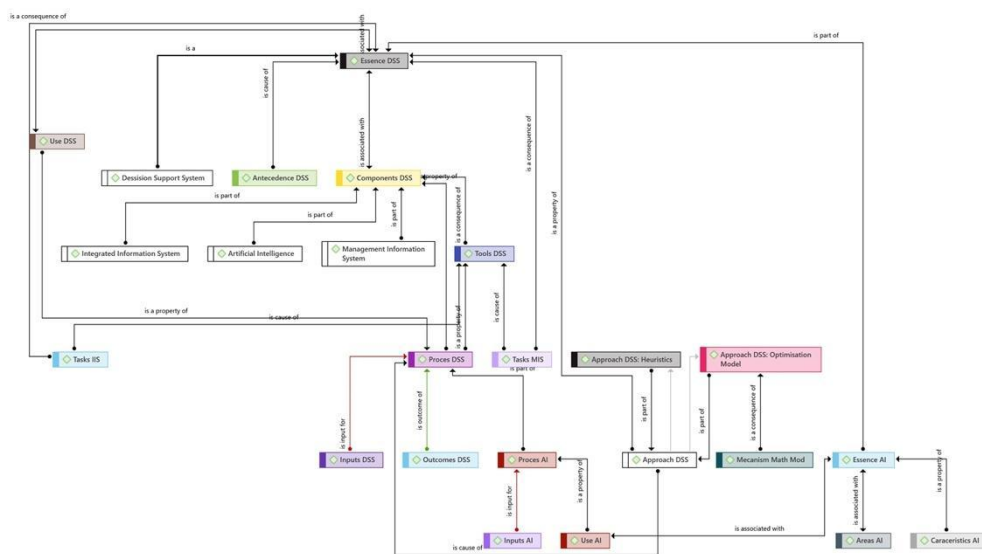 is a consequence of
is associated with
is part of
is a
Essence DSS
is cause of
is associated with
is a consequence of
Use DSS
Dession Support System
Antecedence DSS
Components DSS
property of
is part of
is part of
is part of
is a consequence of
is a property of
Integrated Information System
Artificial Intelligence
Management Information
System
Tools DSS
is a property of
is cause of
is a property of
is cause of
Tasks IIS
Proces DSS
Tasks MIS
is part of
Approach DSS: Heuristics
Approach DSS: Optimisation
Model
is input for
is outcome of
is part of
is part of
is a consequence of
Inputs DSS
Outcomes DSS
Proces AI
Approach DSS
Mecanism Math Mod
Essence AI
is input for
is a property of
is associated with
is associated with
is a property of
Inputs AI
Use AI
Areas AI
Caracteristics AI
is cause of